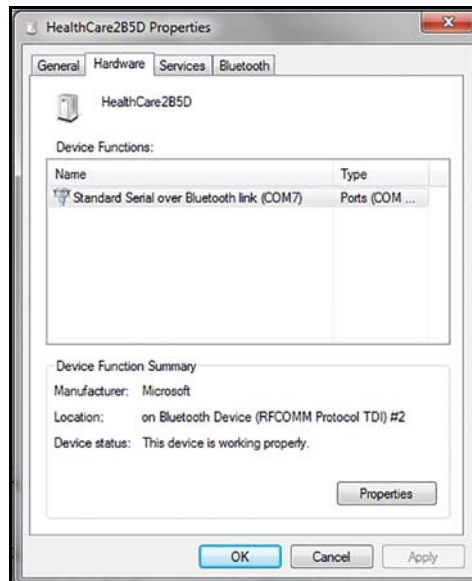 HealthCare2B5D Properties
General Hardware Services Bluetooth
HealthCare2B5D
Device Functions:
Name Type
Standard Serial over Bluetooth link (COM7) Ports (COM ...
Device Function Summary
Manufacturer: Microsoft
Location: on Bluetooth Device (RFCOMM Protocol TDI) #2
Device status: This device is working properly.
Properties
OK Cancel Apply